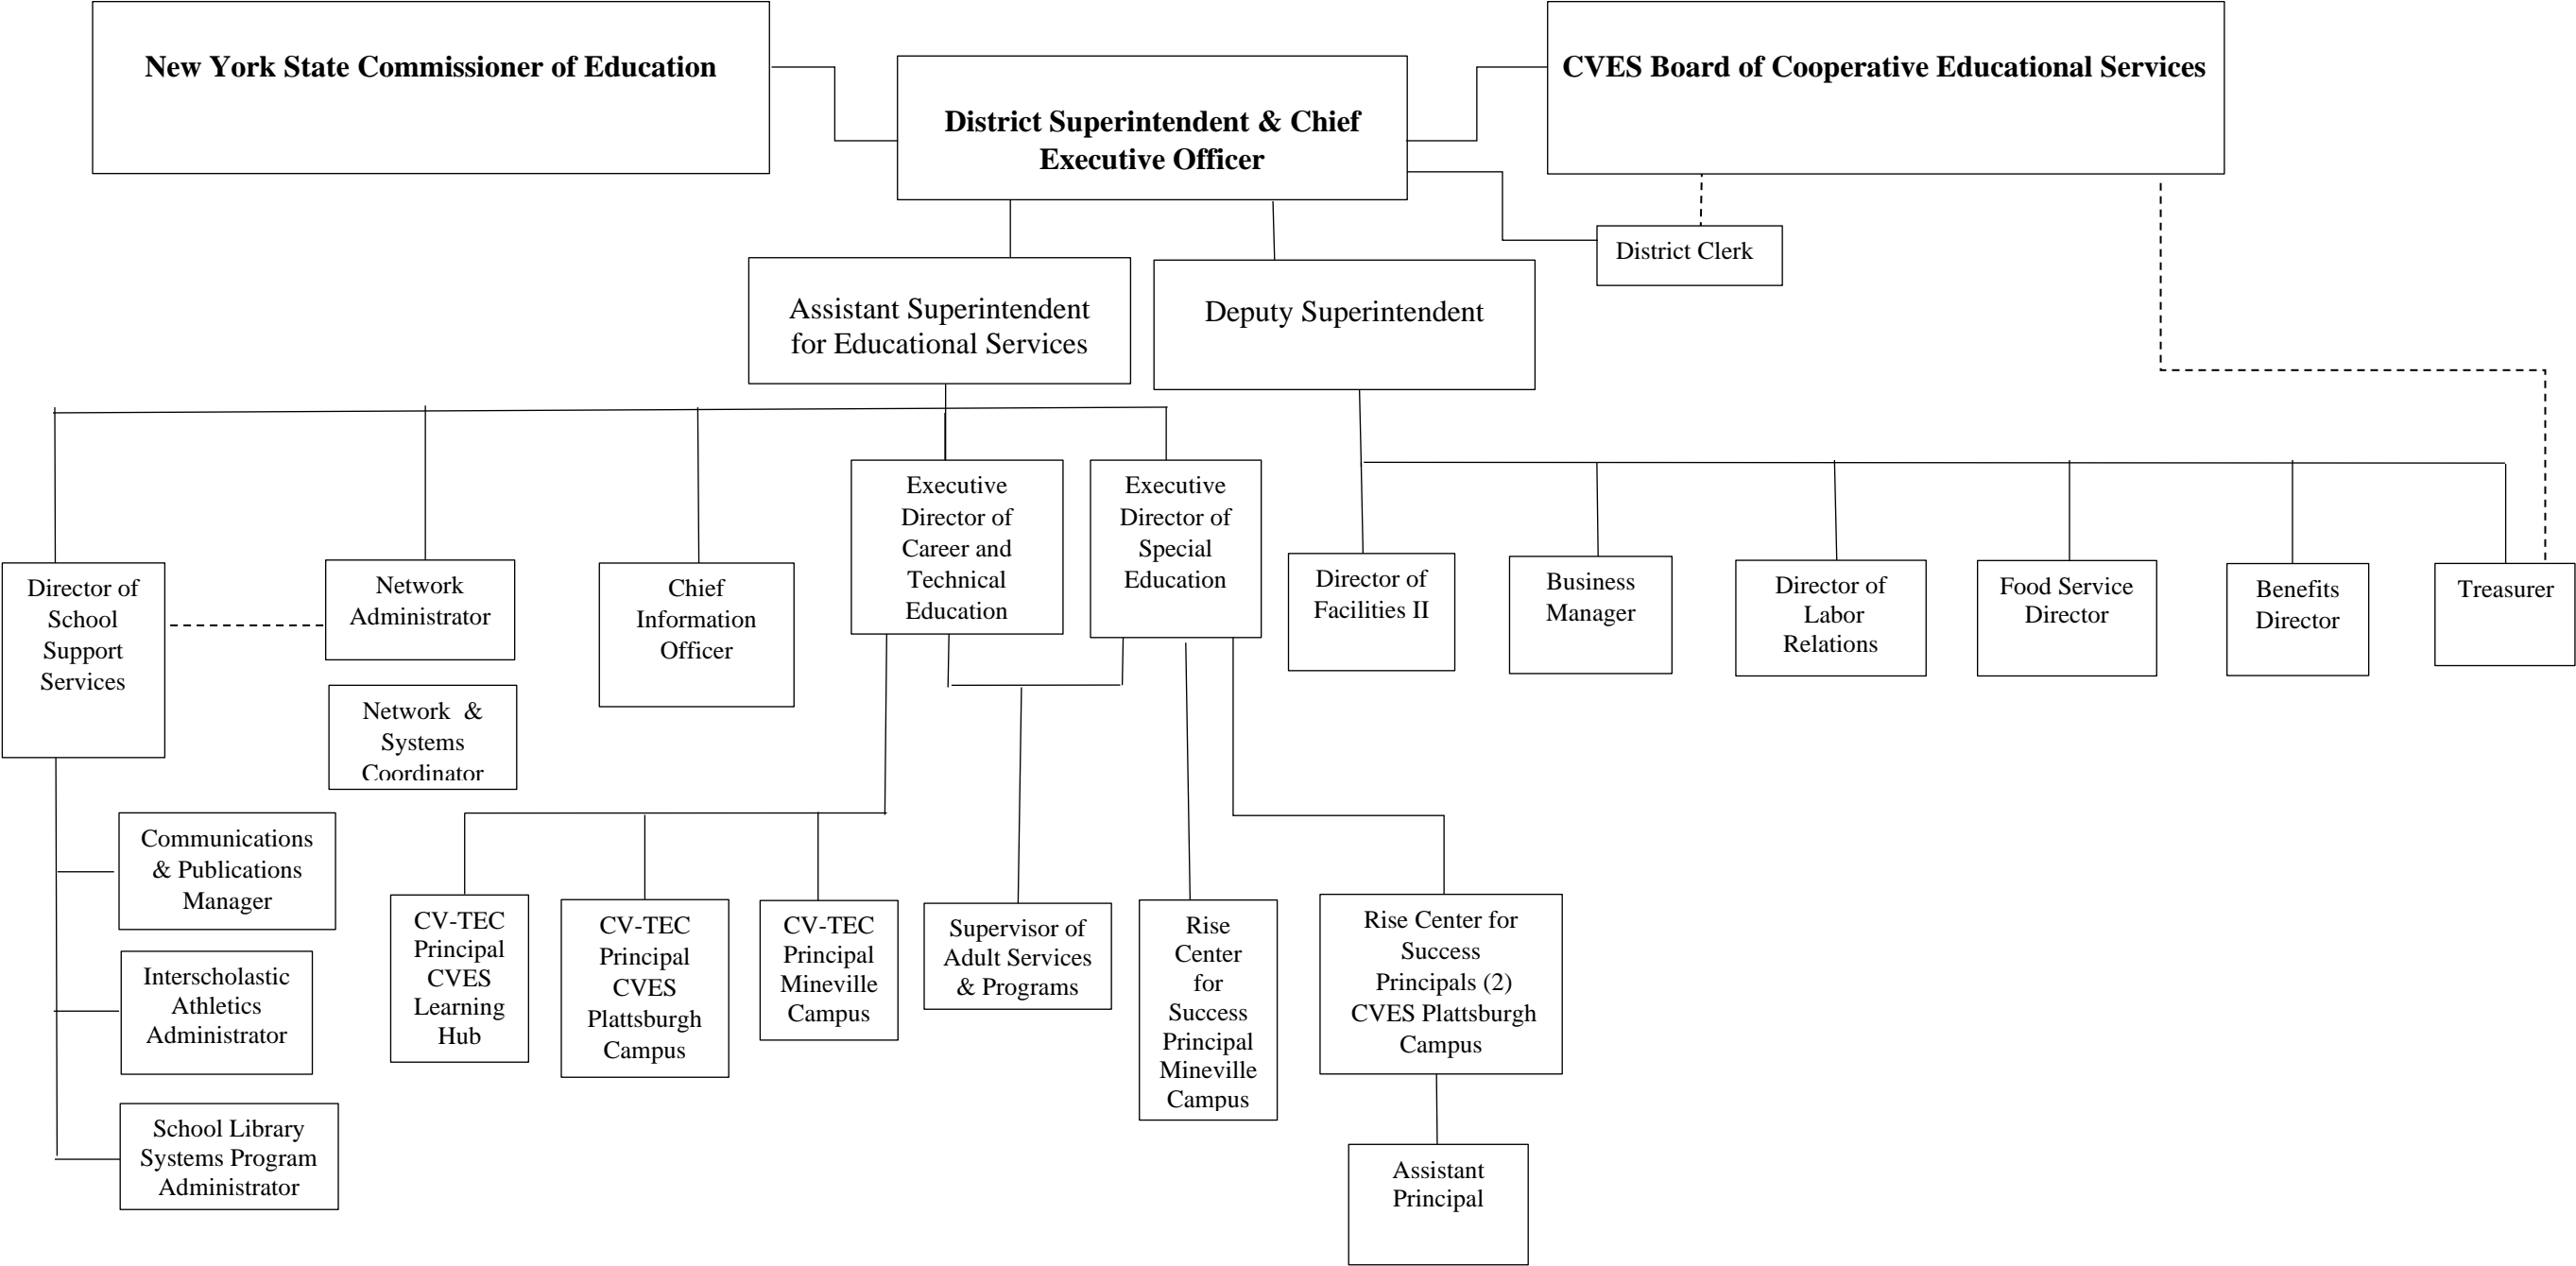 New York State Commissioner of Education
District Superintendent & Chief
Executive Officer
CVES Board of Cooperative Educational Services
District Clerk
Assistant Superintendent
for Educational Services
Deputy Superintendent
Director of
School
Support
Services
Network
Administrator
Network & 
Systems
Coordinator
Chief
Information
Officer
Executive
Director of
Career and
Technical
Education
Executive
Director of
Special
Education
Director of
Facilities II
Business
Manager
Director of
Labor
Relations
Food Service
Director
Benefits
Director
Treasurer
Communications
& Publications
Manager
Interscholastic
Athletics
Administrator
School Library
Systems Program
Administrator
CV-TEC
Principal
CVES
Learning
Hub
CV-TEC
Principal
CVES
Plattsburgh
Campus
CV-TEC
Principal
Mineville
Campus
Supervisor of
Adult Services
& Programs
Rise
Center
for
Success
Principal
Mineville
Campus
Rise Center for
Success
Principals (2)
CVES Plattsburgh
Campus
Assistant
Principal